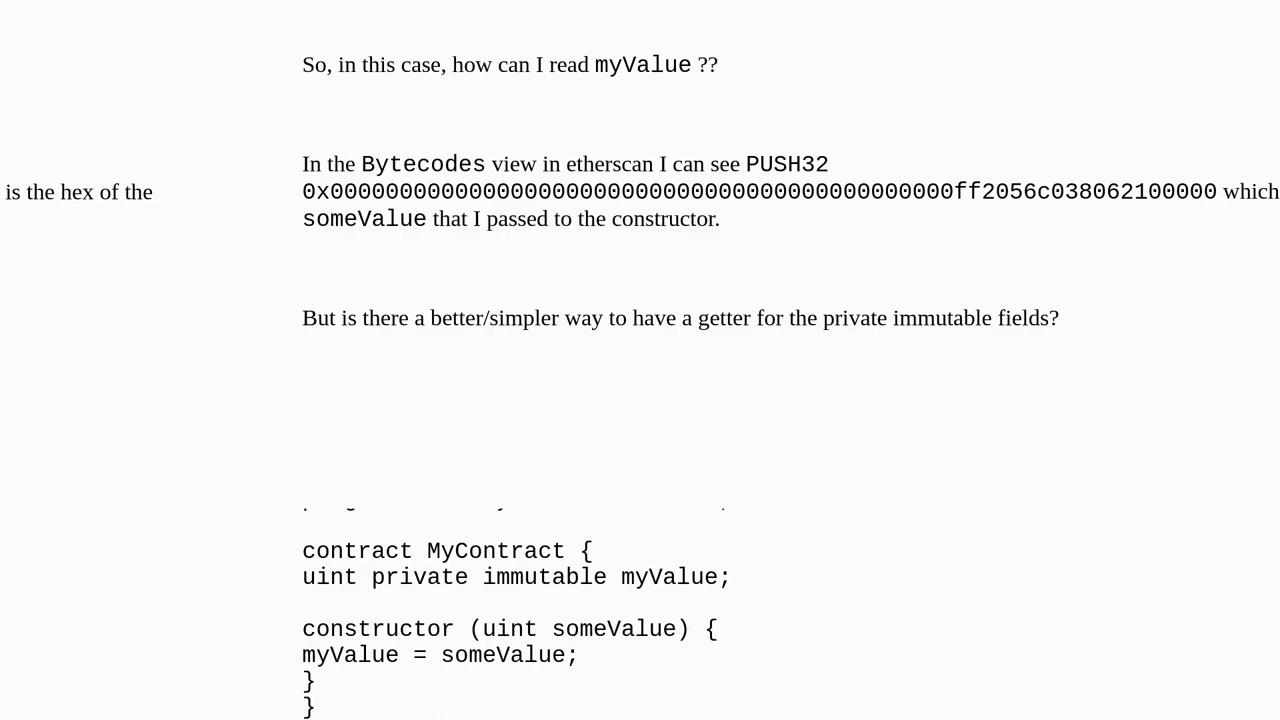 So, in this case, how can I read myValue ??
In the Bytecodes view in etherscan I can see PUSH32
0x000000000000000000000000000000000000000000000ff2056c038062100000 which
is the hex of the
someValue that I passed to the constructor.
But is there a better/simpler way to have a getter for the private immutable fields?
contract MyContract {
uint private immutable myValue;
constructor (uint someValue) {
myValue = someValue;
}
}